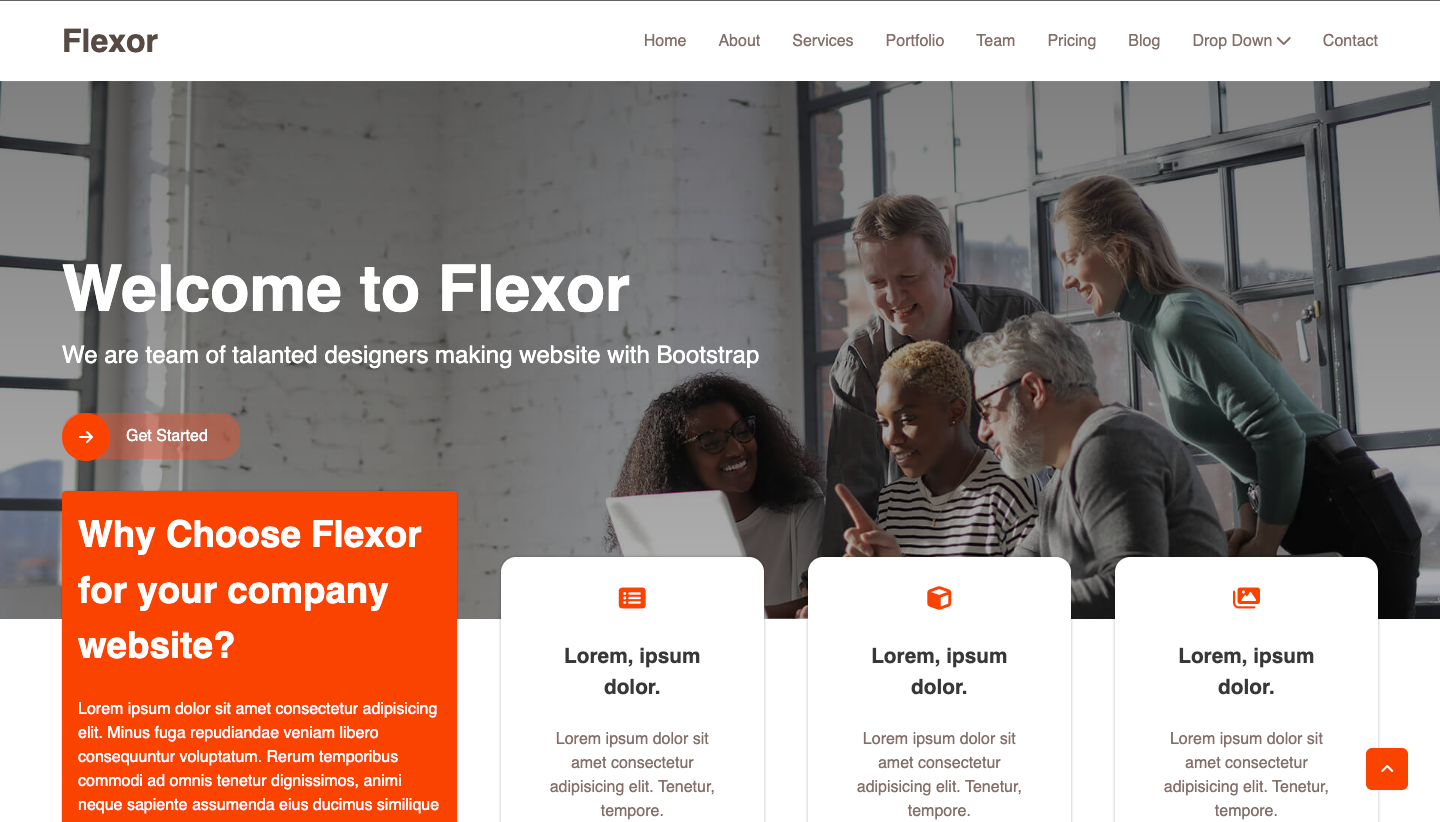 Flexor
Home
About
Services
Portfolio
Team
Pricing
Blog
Drop Down
Contact
Welcome to Flexor
We are team of talanted designers making website with Bootstrap
Get Started
Why Choose Flexor
for your company
website?
Lorem ipsum dolor sit amet consectetur adipisicing
elit. Minus fuga repudiandae veniam libero
consequuntur voluptatum. Rerum temporibus
commodi ad omnis tenetur dignissimos, animi
neque sapiente assumenda eius ducimus similique
Lorem, ipsum
dolor.
Lorem ipsum dolor sit
amet consectetur
adipisicing elit. Tenetur,
tempore.
Lorem, ipsum
dolor.
Lorem ipsum dolor sit
amet consectetur
adipisicing elit. Tenetur,
tempore.
Lorem, ipsum
dolor.
Lorem ipsum dolor sit
amet consectetur
adipisicing elit. Tenetur,
tempore.